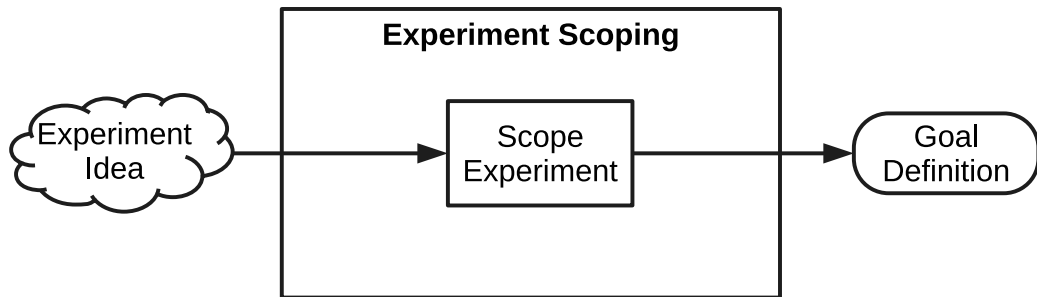 Experiment Scoping
Experiment
Idea
Scope
Experiment
Goal
Definition